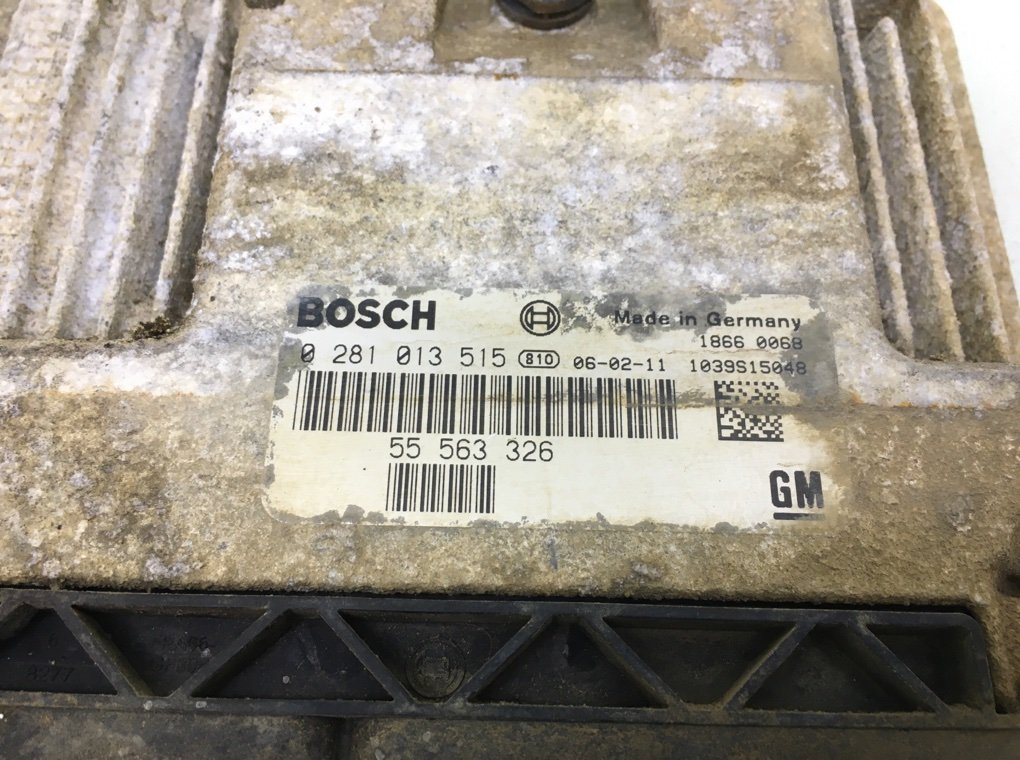 BOSCH Made in Germany
1866 0068
0 281 013 515 810 06-02-11 1039S15048
55 563 326
GM